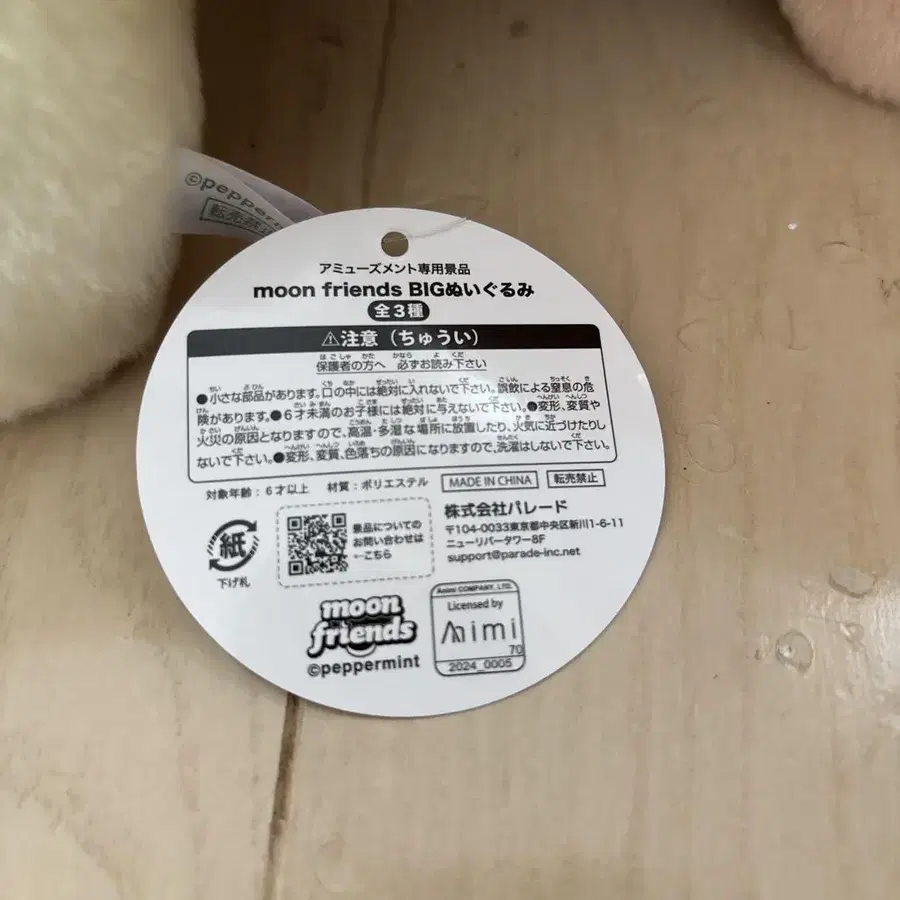 ©pepperm
転売禁止
アミューズメント専用景品
moon friends BIGぬいぐるみ
全3種
⚠注意（ちゅうい）
保護者の方へ 必ずお読み下さい
●小さな部品があります。口の中には絶対に入れないで下さい。誤飲による窒息の危
険があります。●6才未満のお子様には絶対に与えないで下さい。●変形、変質や
火災の原因となりますので、高温・多湿な場所に放置したり、火気に近づけたりし
ないで下さい。●変形、変質、色落ちの原因になりますので、洗濯はしないで下さい。
対象年齢：6才以上 材質：ポリエステル MADE IN CHINA 転売禁止
紙
下げ札
景品についての
お問い合わせは
←こちら
株式会社パレード
〒104-0033東京都中央区新川1-6-11
ニューリバータワー8F
support@parade-inc.net
moon
friends
©peppermint
Animi COMPANY, LTD.
Licensed by
Animi
70
2024_0005